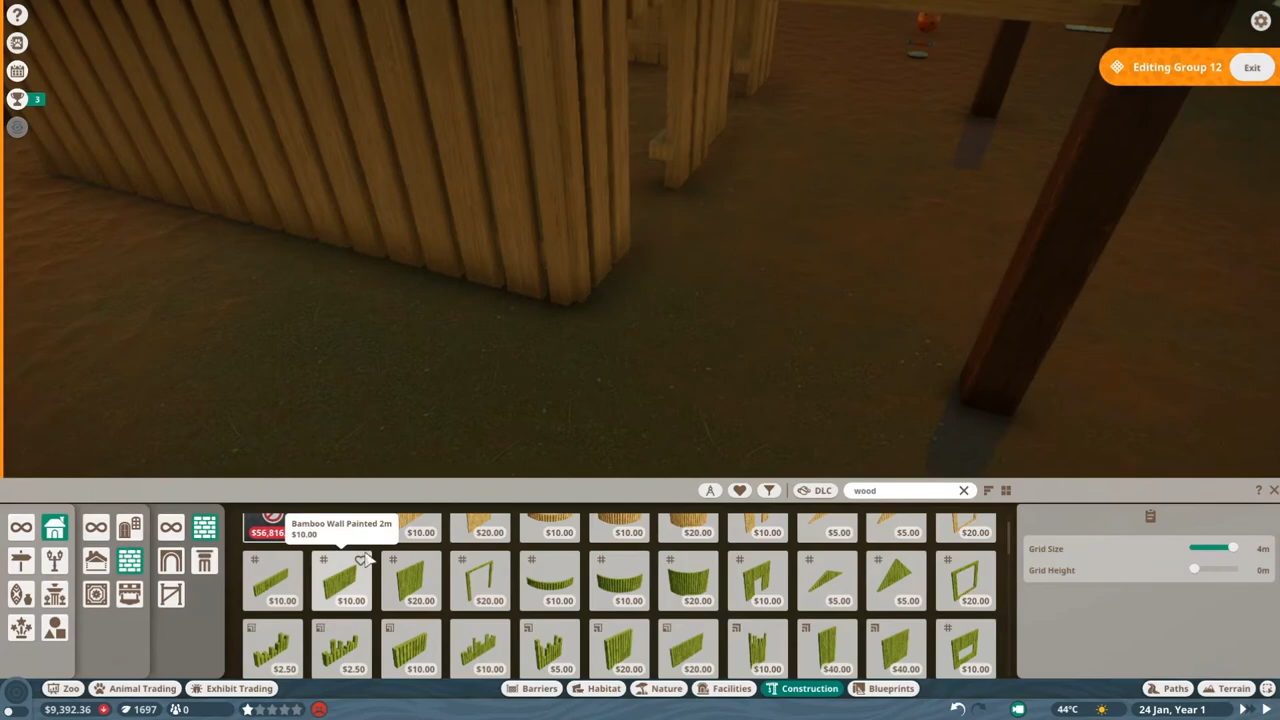 ?
Editing Group 12 Exit
3
A DLC wood
? ×
Bamboo Wall Painted 2m
$10.00
$56,816 $10.00 $20.00 $10.00 $10.00 $20.00 $5.00 $5.00 $20.00
$10.00 $10.00 $20.00 $20.00 $10.00 $10.00 $20.00 $10.00 $5.00 $5.00 $20.00
$2.50 $2.50 $10.00 $10.00 $5.00 $20.00 $20.00 $10.00 $40.00 $40.00 $10.00
Grid Size 4m
Grid Height 0m
Zoo Animal Trading Exhibit Trading Barriers Habitat Nature Facilities Construction Blueprints Paths Terrain
$9,392.36 1697 0 44°C 24 Jan, Year 1